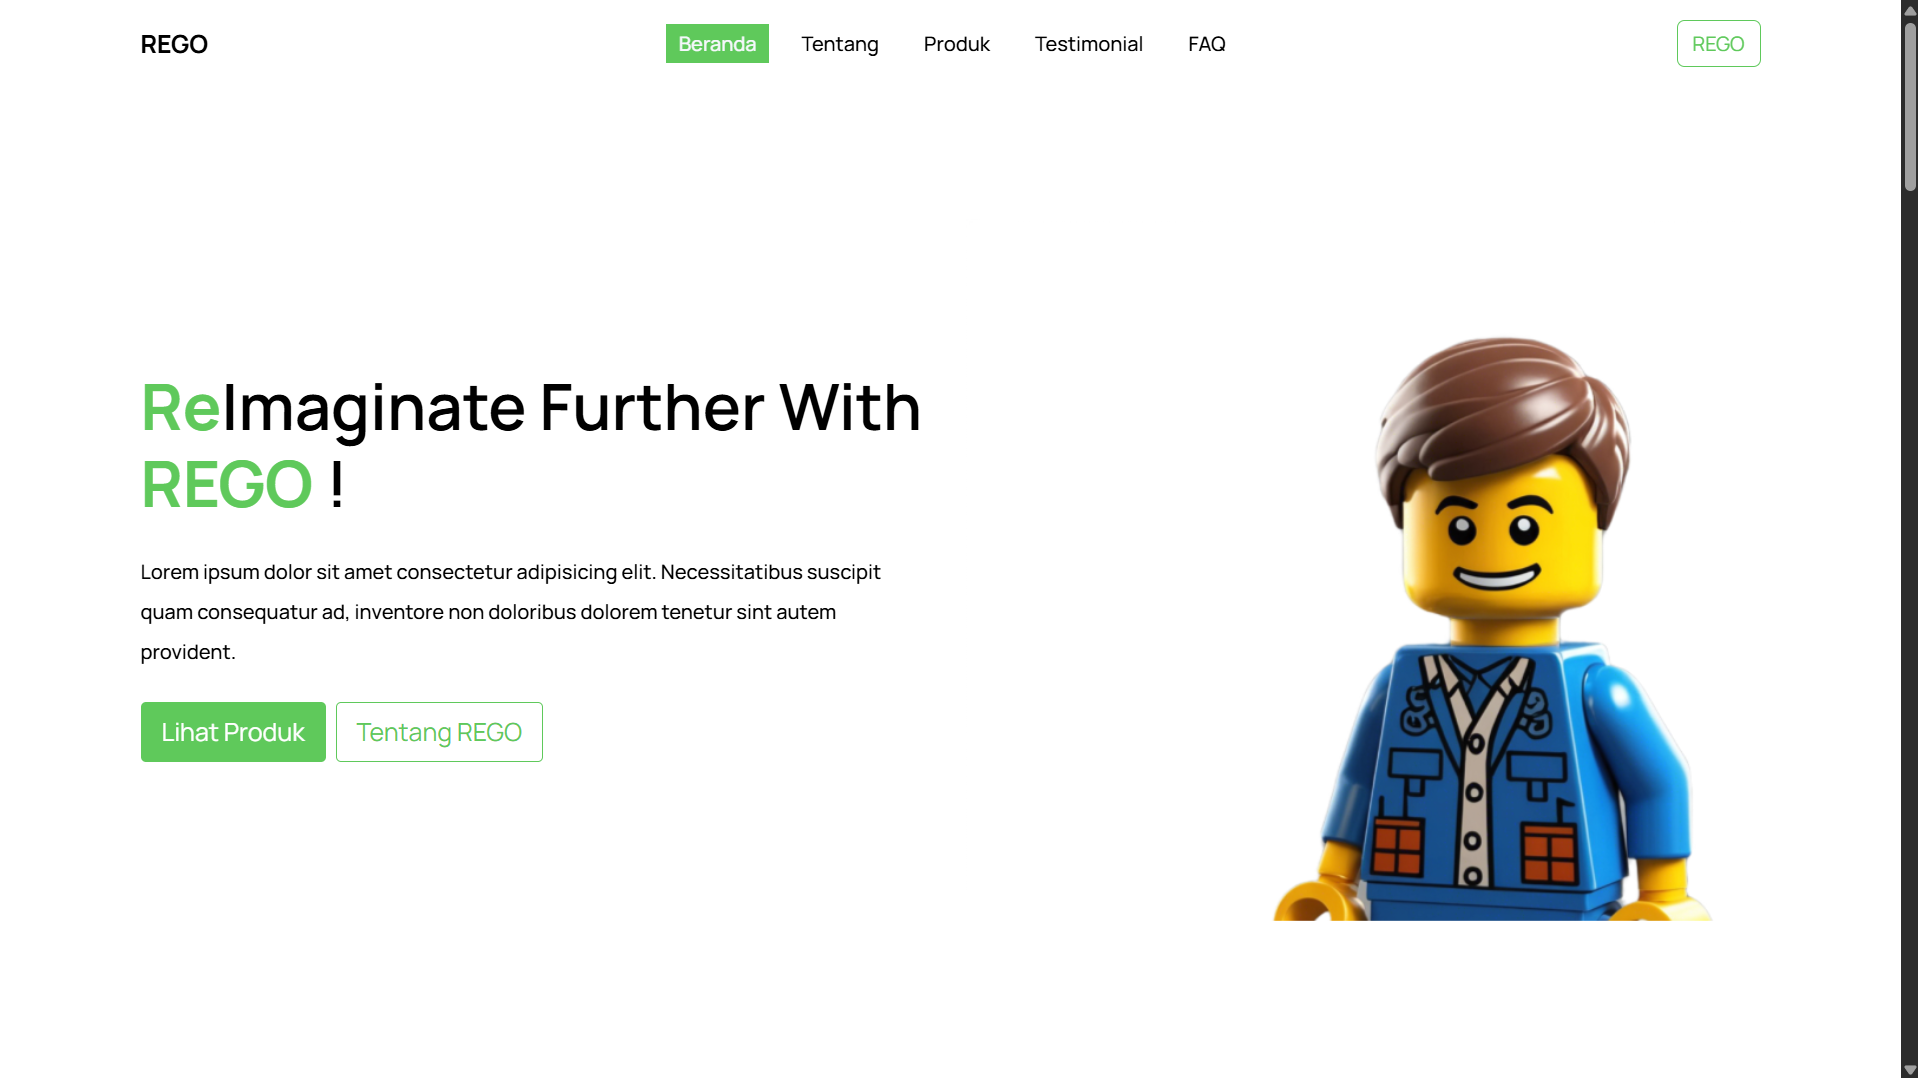 REGO
Beranda
Tentang
Produk
Testimonial
FAQ
REGO
ReImaginate Further With
REGO !
Lorem ipsum dolor sit amet consectetur adipisicing elit. Necessitatibus suscipit
quam consequatur ad, inventore non doloribus dolorem tenetur sint autem
provident.
Lihat Produk
Tentang REGO